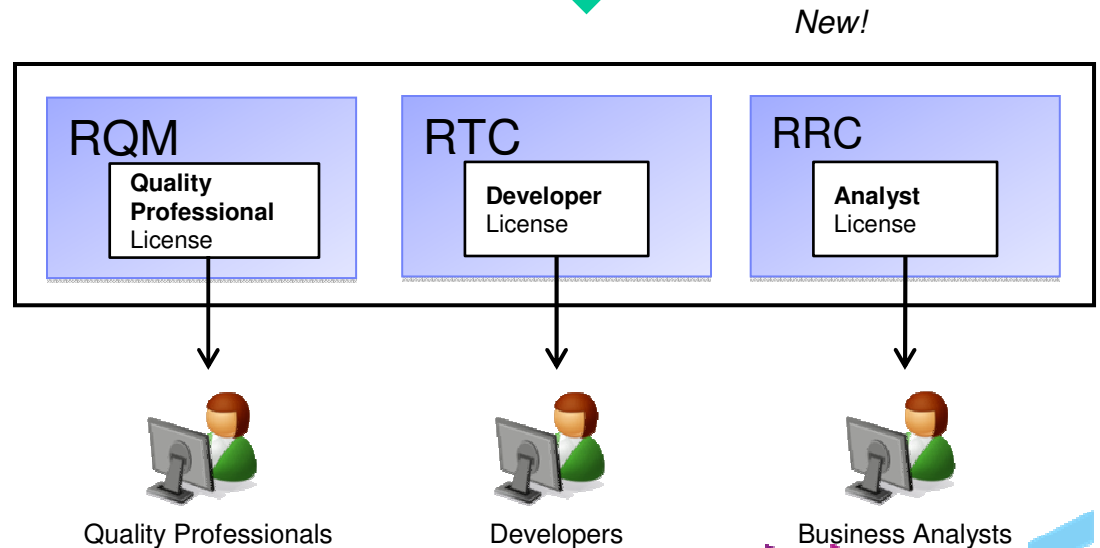 New!
RQM
Quality
Professional
License
RTC
Developer
License
RRC
Analyst
License
Quality Professionals
Developers
Business Analysts